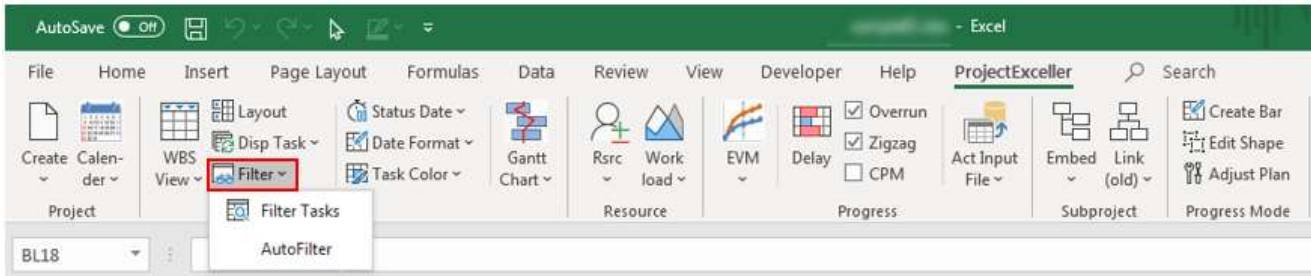 AutoSave Off - Excel
File Home Insert Page Layout Formulas Data Review View Developer Help ProjectExceller Search
Create
Calen-
der
Project
WBS
View
Layout
Disp Task
Filter
Status Date
Date Format
Task Color
Gantt
Chart
Filter Tasks
AutoFilter
Rsrc
Work
load
Resource
EVM
Delay
Overrun
Zigzag
CPM
Act Input
File
Progress
Embed
Link
(old)
Subproject
Create Bar
Edit Shape
Adjust Plan
Progress Mode
BL18